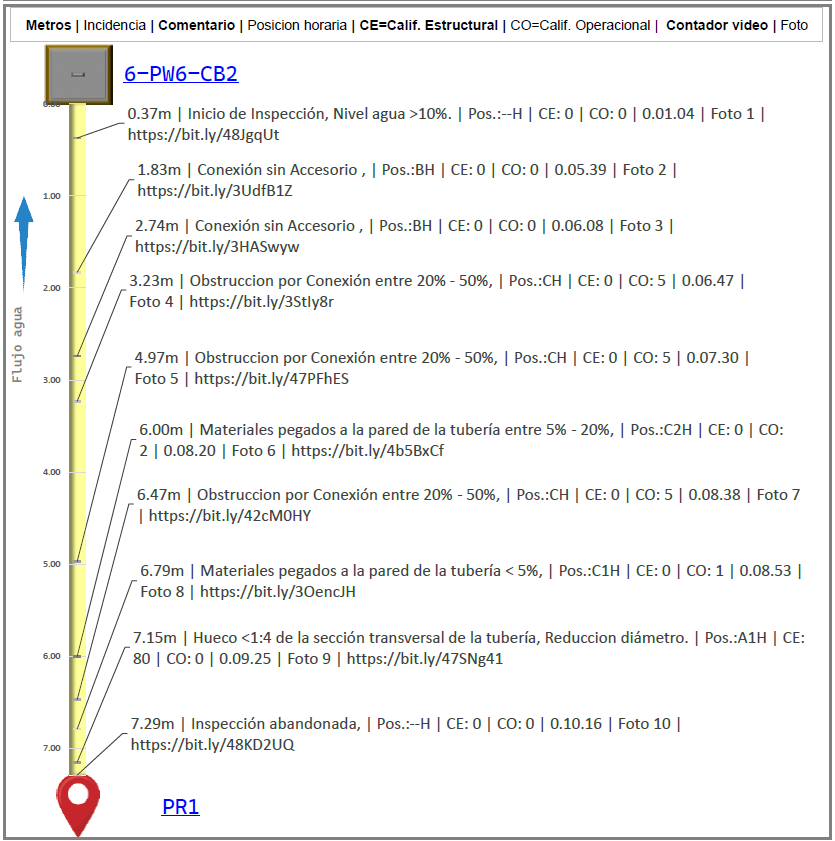 Metros | Incidencia | Comentario | Posicion horaria | CE=Calif. Estructural | CO=Calif. Operacional | Contador video | Foto
6-PW6-CB2
0.00
0.37m | Inicio de Inspección, Nivel agua >10%. | Pos.:--H | CE: 0 | CO: 0 | 0.01.04 | Foto 1 |
https://bit.ly/48JgqUt
1.83m | Conexión sin Accesorio , | Pos.:BH | CE: 0 | CO: 0 | 0.05.39 | Foto 2 |
https://bit.ly/3UdfB1Z
1.00
2.74m | Conexión sin Accesorio , | Pos.:BH | CE: 0 | CO: 0 | 0.06.08 | Foto 3 |
https://bit.ly/3HASwyw
3.23m | Obstruccion por Conexión entre 20% - 50%, | Pos.:CH | CE: 0 | CO: 5 | 0.06.47 |
Foto 4 | https://bit.ly/3StIy8r
2.00
Flujo agua
4.97m | Obstruccion por Conexión entre 20% - 50%, | Pos.:CH | CE: 0 | CO: 5 | 0.07.30 |
Foto 5 | https://bit.ly/47PFhES
3.00
6.00m | Materiales pegados a la pared de la tubería entre 5% - 20%, | Pos.:C2H | CE: 0 | CO:
2 | 0.08.20 | Foto 6 | https://bit.ly/4b5BxCf
4.00
6.47m | Obstruccion por Conexión entre 20% - 50%, | Pos.:CH | CE: 0 | CO: 5 | 0.08.38 | Foto 7
| https://bit.ly/42cM0HY
5.00
6.79m | Materiales pegados a la pared de la tubería < 5%, | Pos.:C1H | CE: 0 | CO: 1 | 0.08.53 |
Foto 8 | https://bit.ly/3OencJH
7.15m | Hueco <1:4 de la sección transversal de la tubería, Reduccion diámetro. | Pos.:A1H | CE:
80 | CO: 0 | 0.09.25 | Foto 9 | https://bit.ly/47SNg41
6.00
7.29m | Inspección abandonada, | Pos.:--H | CE: 0 | CO: 0 | 0.10.16 | Foto 10 |
https://bit.ly/48KD2UQ
7.00
PR1